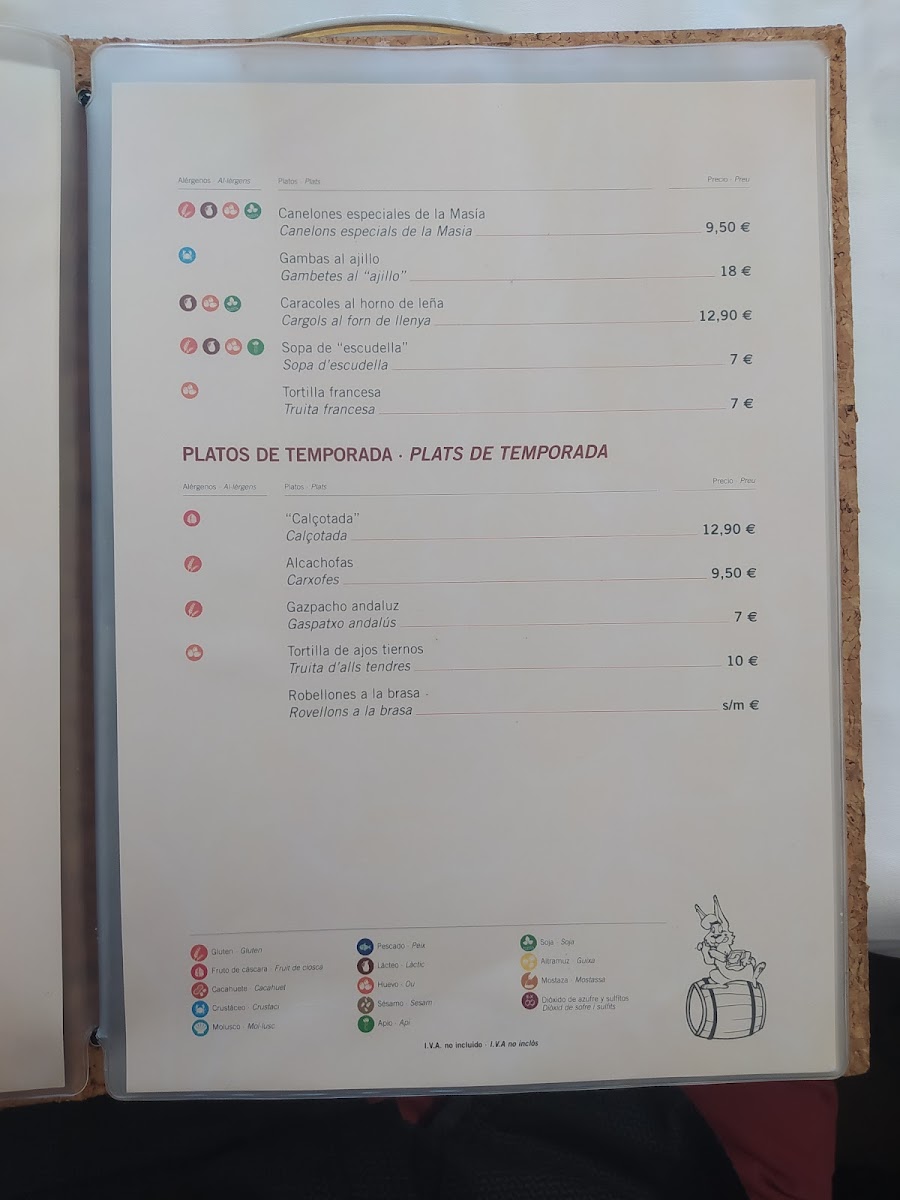 Alérgenos · Al·lèrgens Platos · Plats Precio · Preu
Canelones especiales de la Masía
Canelons especials de la Masia 9,50 €
Gambas al ajillo
Gambetes al “ajillo” 18 €
Caracoles al horno de leña
Cargols al forn de llenya 12,90 €
Sopa de “escudella”
Sopa d’escudella 7 €
Tortilla francesa
Truita francesa 7 €
PLATOS DE TEMPORADA · PLATS DE TEMPORADA
Alérgenos · Al·lèrgens Platos · Plats Precio · Preu
“Calçotada”
Calçotada 12,90 €
Alcachofas
Carxofes 9,50 €
Gazpacho andaluz
Gaspatxo andalús 7 €
Tortilla de ajos tiernos
Truita d’alls tendres 10 €
Robellones a la brasa
Rovellons a la brasa s/m €
Gluten · Gluten
Fruto de cáscara · Fruit de closca
Cacahuete · Cacahuet
Crustáceo · Crustaci
Molusco · Mol·lusc
Pescado · Peix
Lácteo · Làctic
Huevo · Ou
Sésamo · Sèsam
Apio · Api
Soja · Soja
Altramuz · Guixa
Mostaza · Mostassa
Dióxido de azufre y sulfitos
Diòxid de sofre i sulfits
I.V.A. no incluido · I.V.A no inclòs